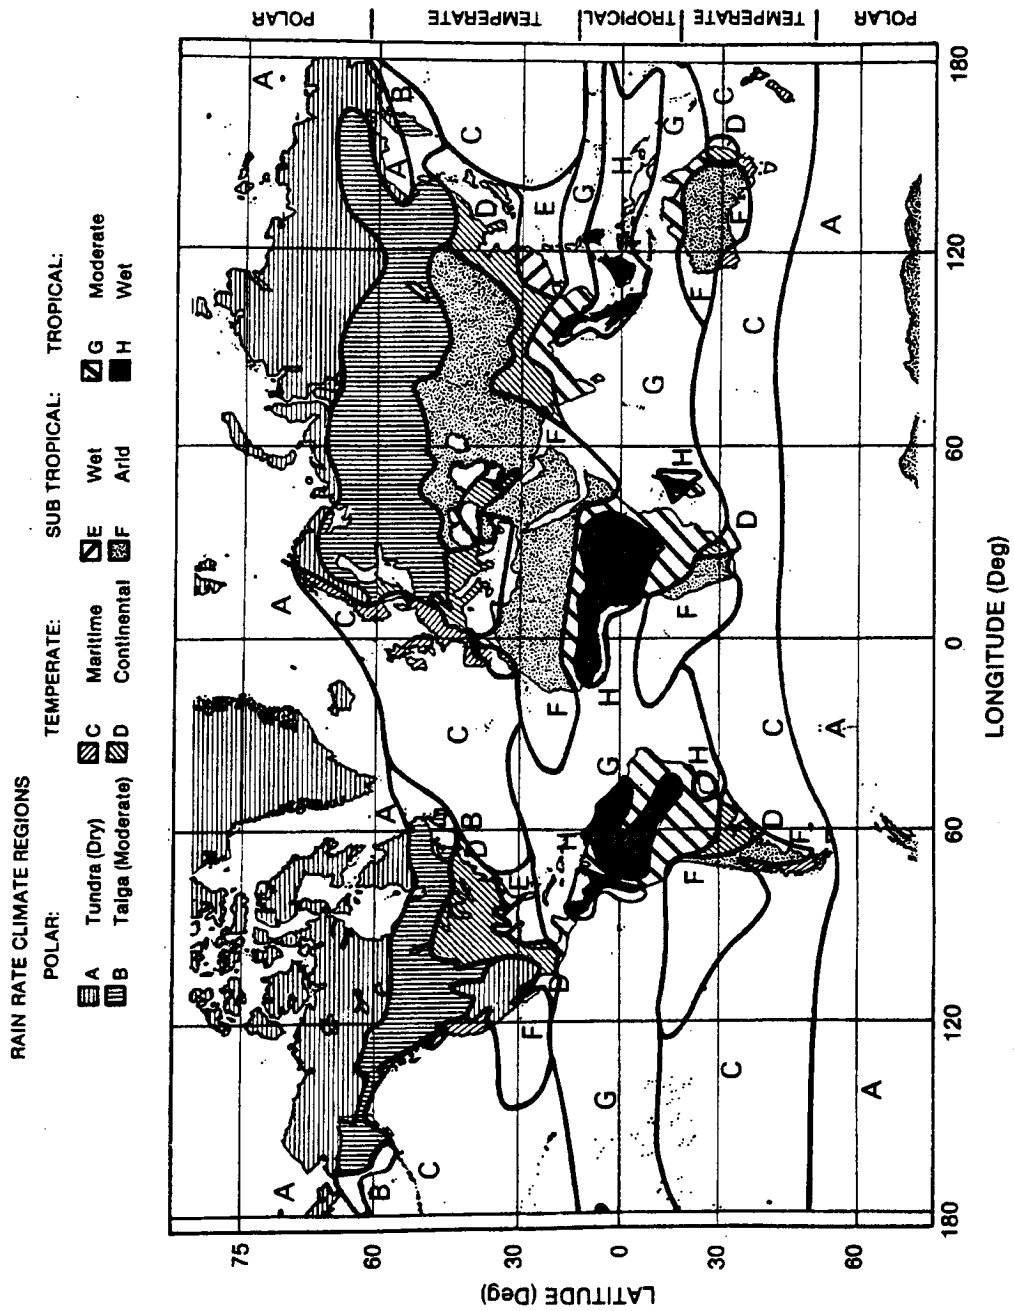 RAIN RATE CLIMATE REGIONS
POLAR: TEMPERATE: SUB TROPICAL: TROPICAL:
A Tundra (Dry) C Maritime E Wet G Moderate
B Taiga (Moderate) D Continental F Arid H Wet
POLAR TEMPERATE TROPICAL TEMPERATE POLAR
LATITUDE (Deg)
75
60
30
0
30
60
180 120 60 0 60 120 180
LONGITUDE (Deg)
A
B
C
A
C
B
D
E
F
D
H
G
C
A
F
G
C
A
F
H
G
H
D
F
C
A
A
C
F
F
F
G
H
D
C
A
B
A
C
D
E
G
H
G
F
F
C
D
A